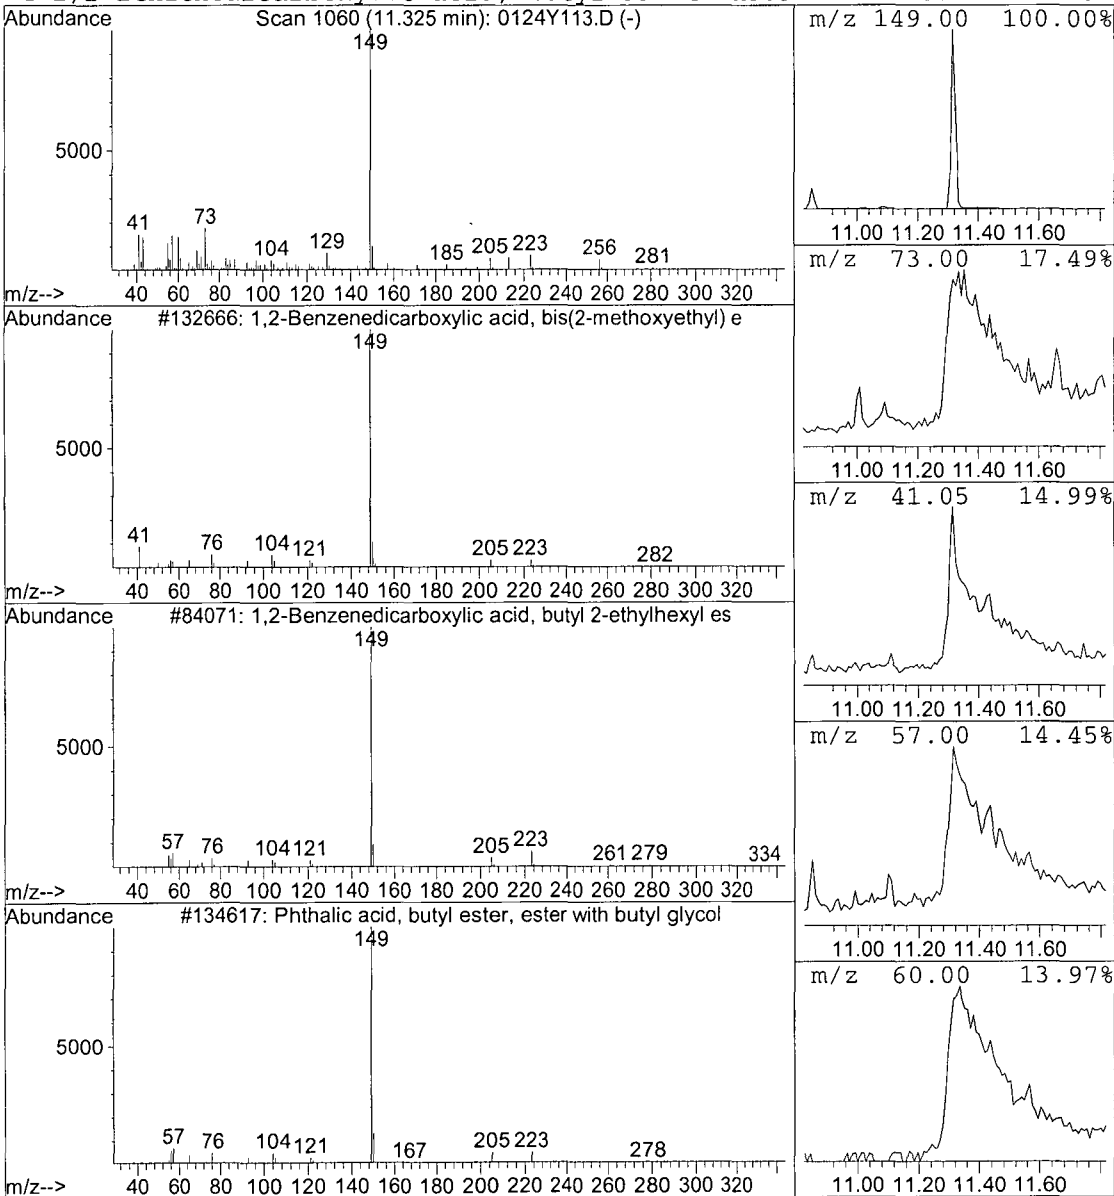 Abundance Scan 1060 (11.325 min): 0124Y113.D (-)
149
5000
41 73 104 129 185 205 223 256 281
m/z--> 40 60 80 100 120 140 160 180 200 220 240 260 280 300 320
Abundance #132666: 1,2-Benzenedicarboxylic acid, bis(2-methoxyethyl) e
149
5000
41 76 104 121 205 223 282
m/z--> 40 60 80 100 120 140 160 180 200 220 240 260 280 300 320
Abundance #84071: 1,2-Benzenedicarboxylic acid, butyl 2-ethylhexyl es
149
5000
57 76 104 121 205 223 261 279 334
m/z--> 40 60 80 100 120 140 160 180 200 220 240 260 280 300 320
Abundance #134617: Phthalic acid, butyl ester, ester with butyl glycol
149
5000
57 76 104 121 167 205 223 278
m/z--> 40 60 80 100 120 140 160 180 200 220 240 260 280 300 320
m/z 149.00 100.00%
11.00 11.20 11.40 11.60
m/z 73.00 17.49%
11.00 11.20 11.40 11.60
m/z 41.05 14.99%
11.00 11.20 11.40 11.60
m/z 57.00 14.45%
11.00 11.20 11.40 11.60
m/z 60.00 13.97%
11.00 11.20 11.40 11.60